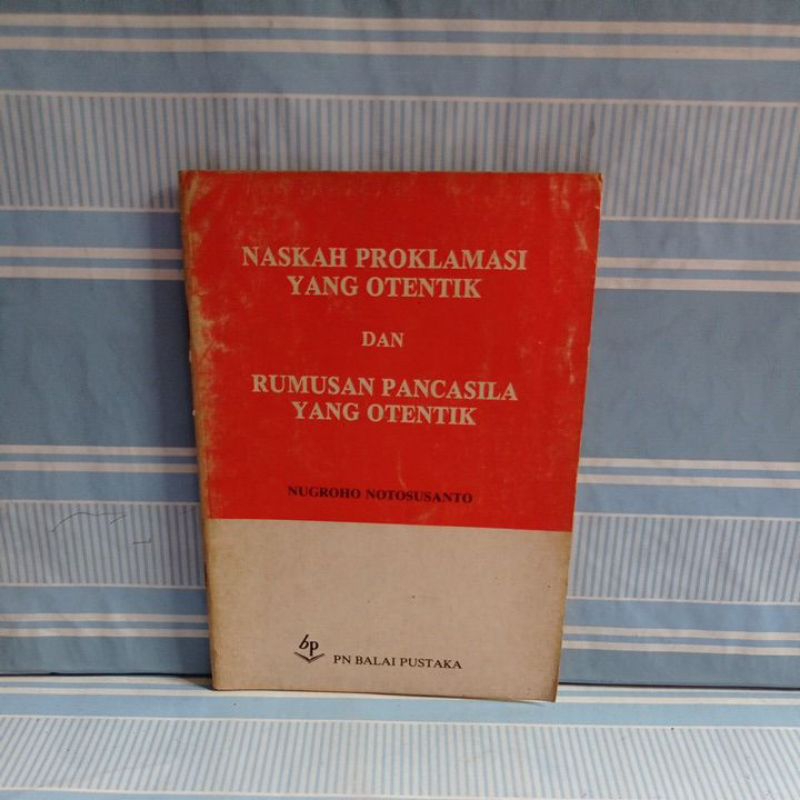 NASKAH PROKLAMASI
YANG OTENTIK
DAN
RUMUSAN PANCASILA
YANG OTENTIK
NUGROHO NOTOSUSANTO
bp
PN BALAI PUSTAKA